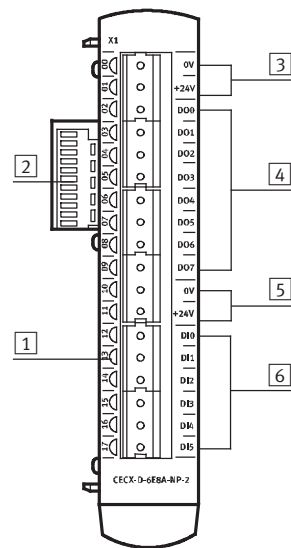 X1
00 0V
01 +24V
02 DO0
03 DO1
04 DO2
05 DO3
06 DO4
07 DO5
08 DO6
09 DO7
10 0V
11 +24V
12 DI0
13 DI1
14 DI2
15 DI3
16 DI4
17 DI5
CECX-D-6E8A-NP-2
1
2
3
4
5
6